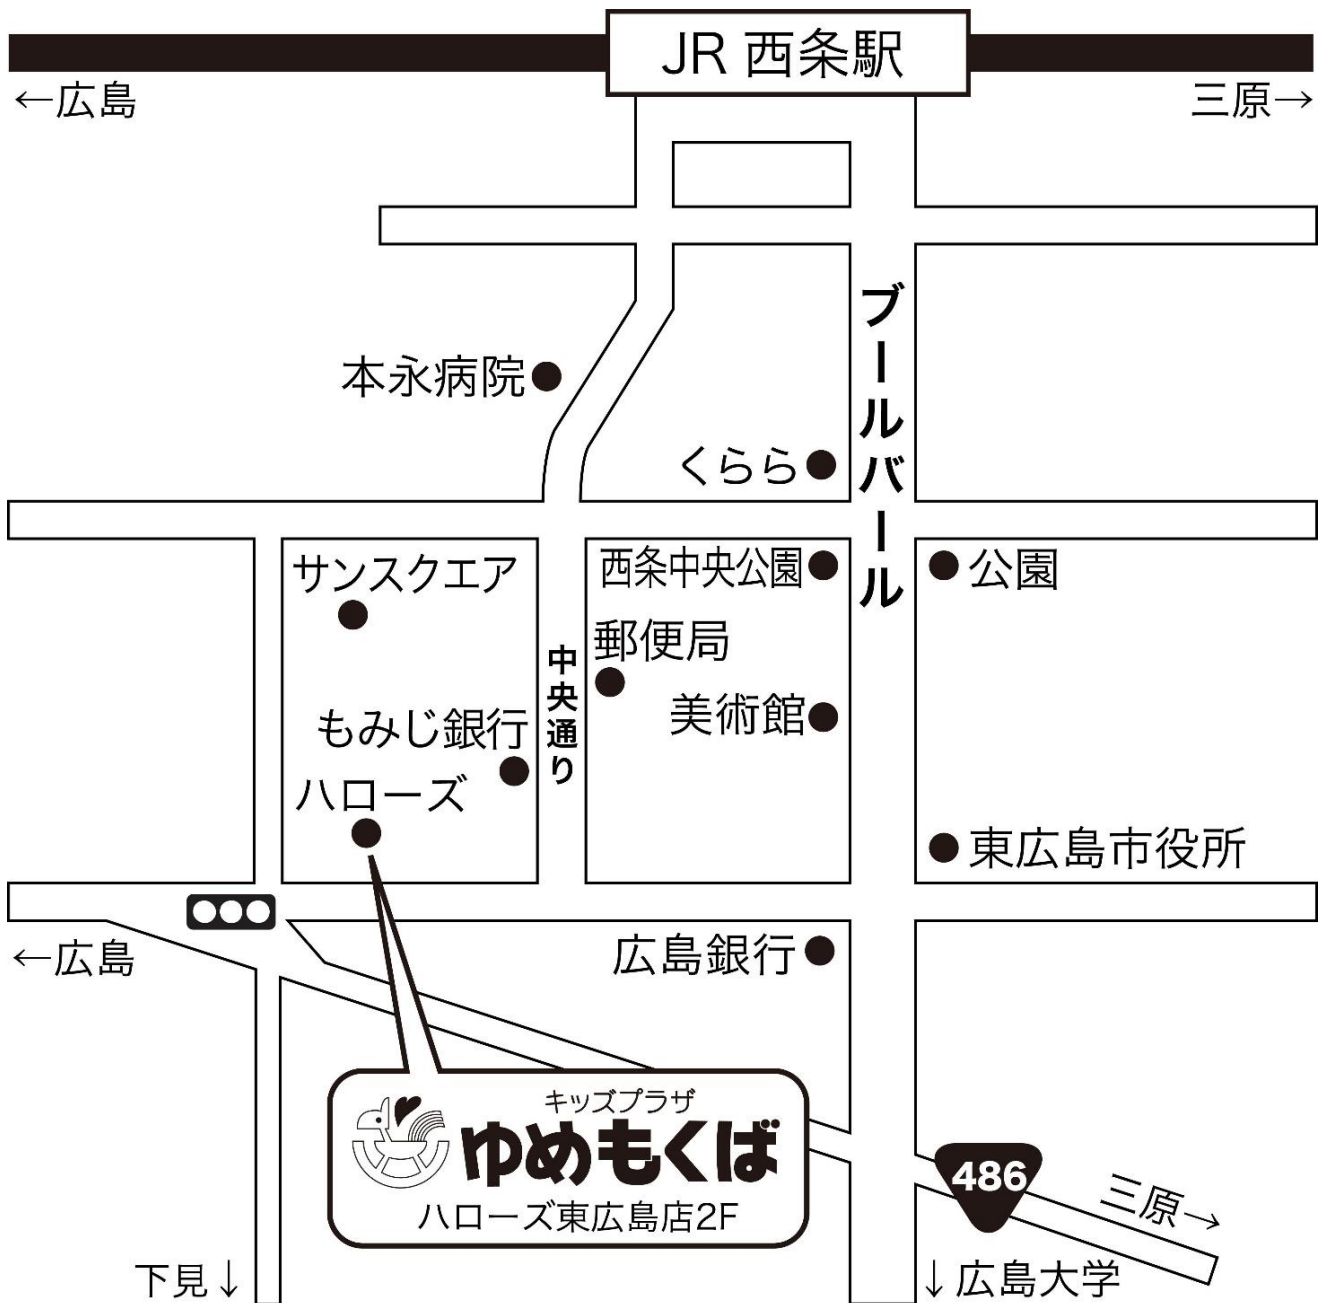 JR 西条駅
←広島
三原→
ブールバール
本永病院
くらら
サンスクエア
西条中央公園
公園
郵便局
中央通り
美術館
もみじ銀行
ハローズ
東広島市役所
←広島
広島銀行
キッズプラザ
ゆめもくば
ハローズ東広島店2F
486
三原→
下見↓
↓広島大学